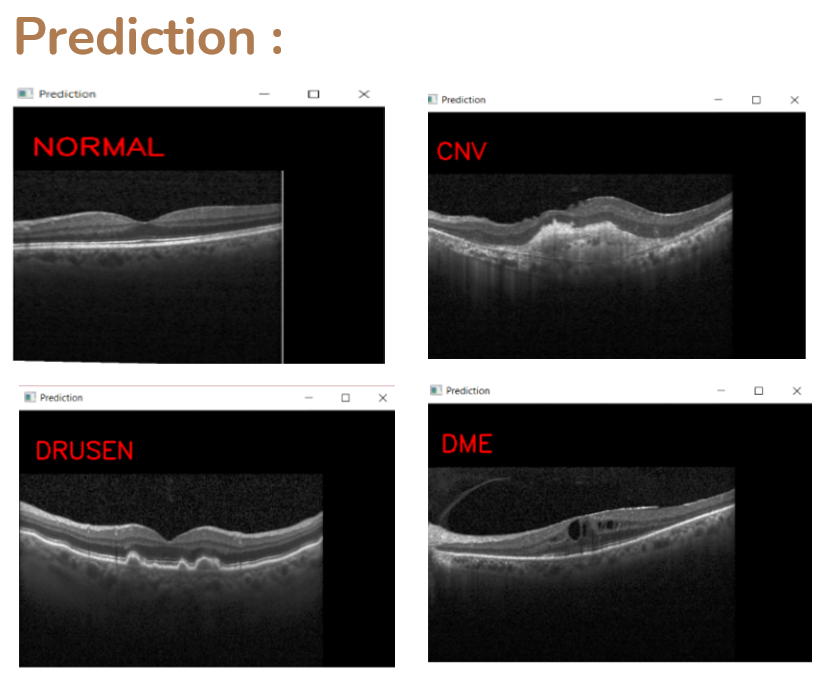 Prediction :
Prediction
NORMAL
Prediction
CNV
Prediction
DRUSEN
Prediction
DME